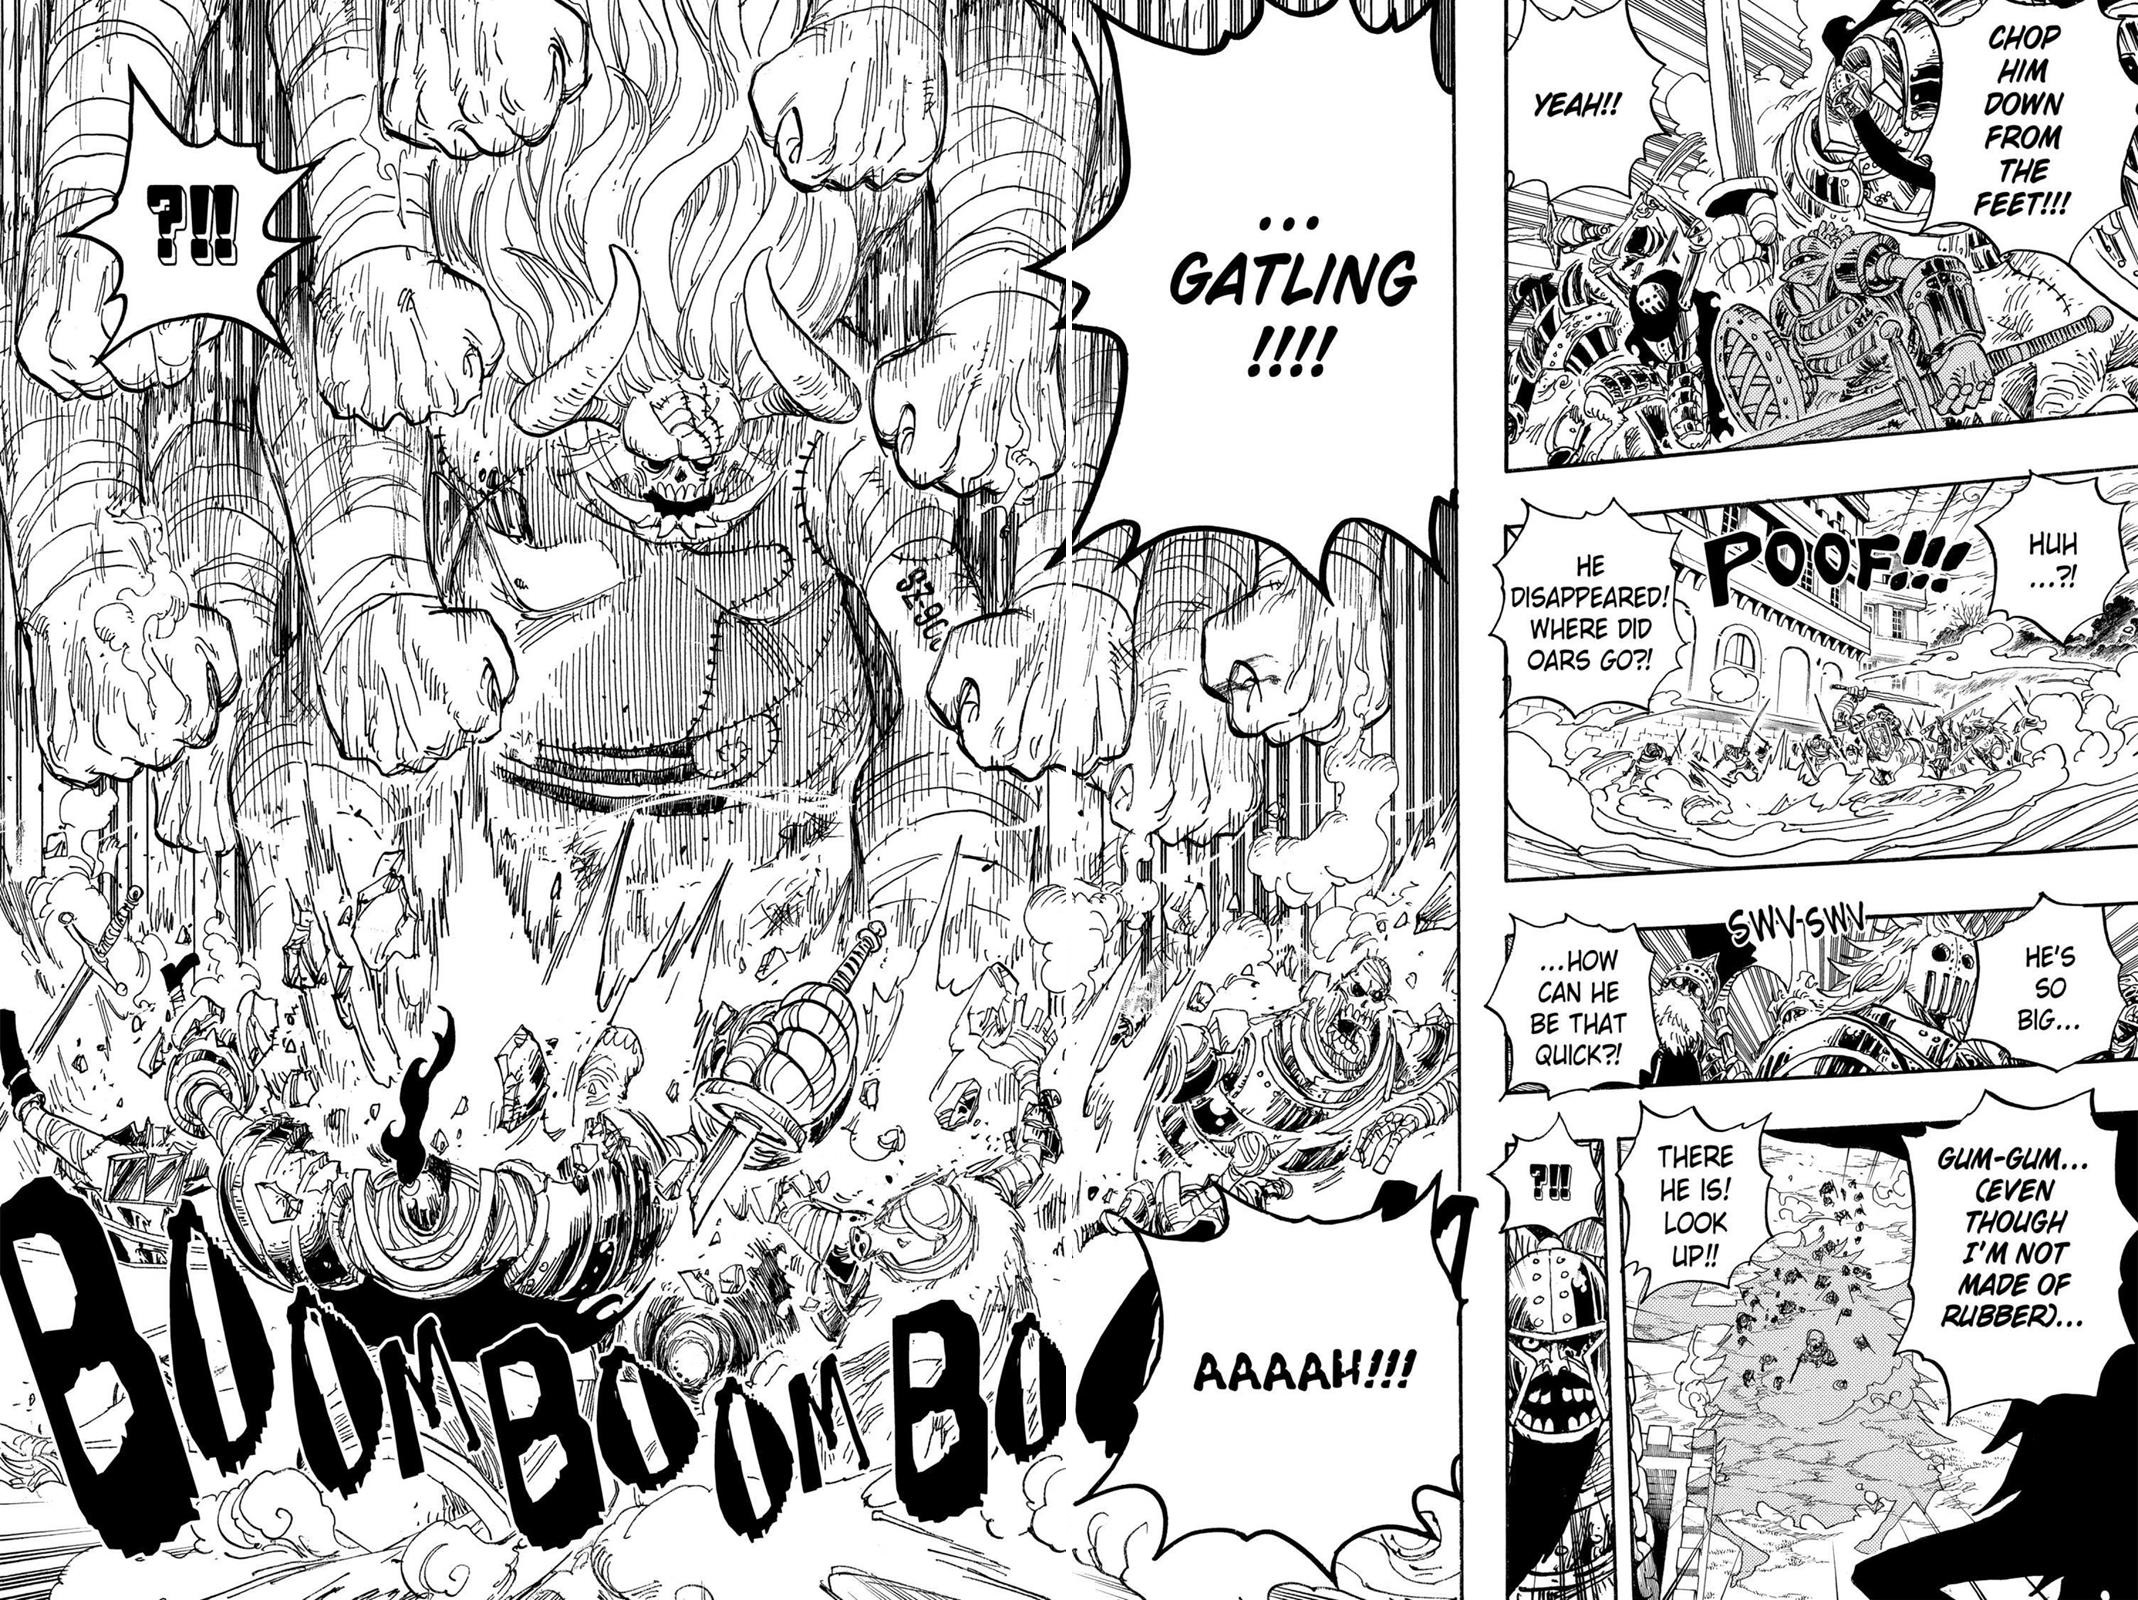 CHOP
HIM
DOWN
FROM
THE
FEET!!!
YEAH!!
814
HUH
...?!
POOF!!!
HE
DISAPPEARED!
WHERE DID
OARS GO?!
HE'S
SO
BIG...
SWV-SWV
...HOW
CAN HE
BE THAT
QUICK?!
GUM-GUM...
(EVEN
THOUGH
I'M NOT
MADE OF
RUBBER)...
THERE
HE IS!
LOOK
UP!!
?!!
...
GATLING
!!!!
?!!
AAAAH!!!
BOOM BOOM BO